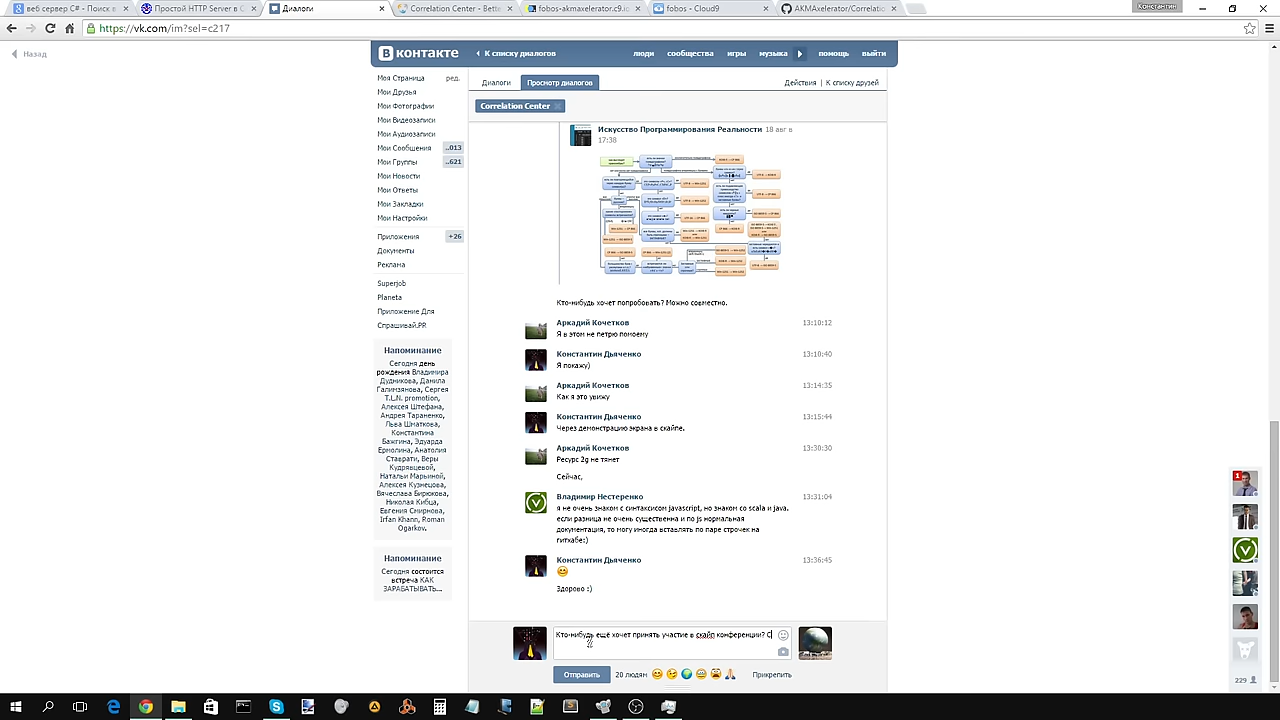 веб сервер C# - Поиск в
Простой HTTP Server в C
Диалоги
Correlation Center - Bette
fobos-akmaxelerator.c9.io
fobos - Cloud9
AKMAxelerator/Correlatio
Константин
https://vk.com/im?sel=c217
Назад
В контакте
К списку диалогов
люди
сообщества
игры
музыка
помощь
выйти
Моя Страница
ред.
Мои Друзья
Мои Фотографии
Мои Видеозаписи
Мои Аудиозаписи
Мои Сообщения
..013
Мои Группы
..621
Мои Новости
Мои Ответы
Мои Закладки
Мои Настройки
Приложения
+26
Документы
Реклама
Superjob
Planeta
Приложение Для
Спрашивай.РR
Напоминание
Сегодня день
рождения Владимира
Дудникова, Данила
Галимзянова, Сергея
T.L.N. promotion,
Алексея Штефана,
Андрея Тараненко,
Льва Шматкова,
Константина
Бажгина, Эдуарда
Ермолина, Анатолия
Ставрати, Веры
Кудрявцевой,
Натальи Марьиной,
Алексея Кузнецова,
Вячеслава Бирюкова,
Николая Кибца,
Евгения Смирнова,
Irfan Khann, Roman
Ogarkov.
Напоминание
Сегодня состоится
встреча КАК
ЗАРАБАТЫВАТЬ...
Диалоги
Просмотр диалогов
Действия | К списку друзей
Correlation Center
Искусство Программирования Реальности 18 авг в
17:38
Кто-нибудь хочет попробовать? Можно совместно.
Аркадий Кочетков
13:10:12
Я в этом не петрю помоему
Константин Дьяченко
13:10:40
Я покажу)
Аркадий Кочетков
13:14:35
Как я это увижу
Константин Дьяченко
13:15:44
Через демонстрацию экрана в скайпе.
Аркадий Кочетков
13:30:30
Ресурс 2g не тянет
Сейчас,
Владимир Нестеренко
13:31:04
я не очень знаком с синтаксисом javascript, но знаком со scala и java.
если разница не очень существенна и по js нормальная
документация, то могу иногда вставлять по паре строчек на
гитхабе:)
Константин Дьяченко
13:36:45
Здорово :)
Кто-нибудь ещё хочет принять участие в скайп конференции? С
Отправить
20 людям
Прикрепить
1
229